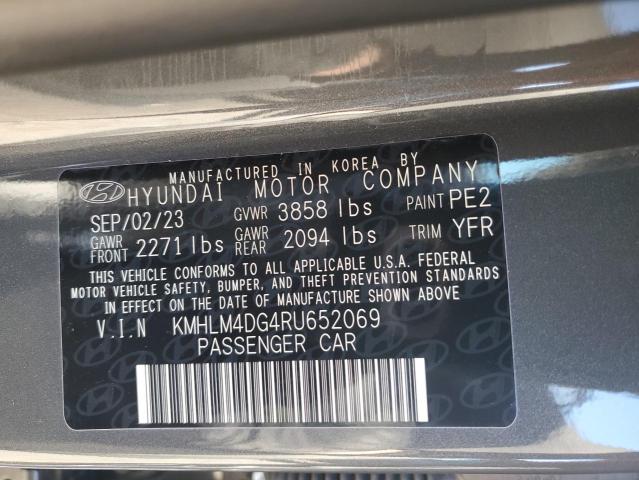 MANUFACTURED IN KOREA BY
HYUNDAI MOTOR COMPANY
SEP/02/23 GVWR 3858 lbs PAINT PE2
GAWR FRONT 2271 lbs GAWR REAR 2094 lbs TRIM YFR
THIS VEHICLE CONFORMS TO ALL APPLICABLE U.S.A. FEDERAL
MOTOR VEHICLE SAFETY, BUMPER, AND THEFT PREVENTION STANDARDS
IN EFFECT ON THE DATE OF MANUFACTURE SHOWN ABOVE
V.I.N KMHLM4DG4RU652069
PASSENGER CAR